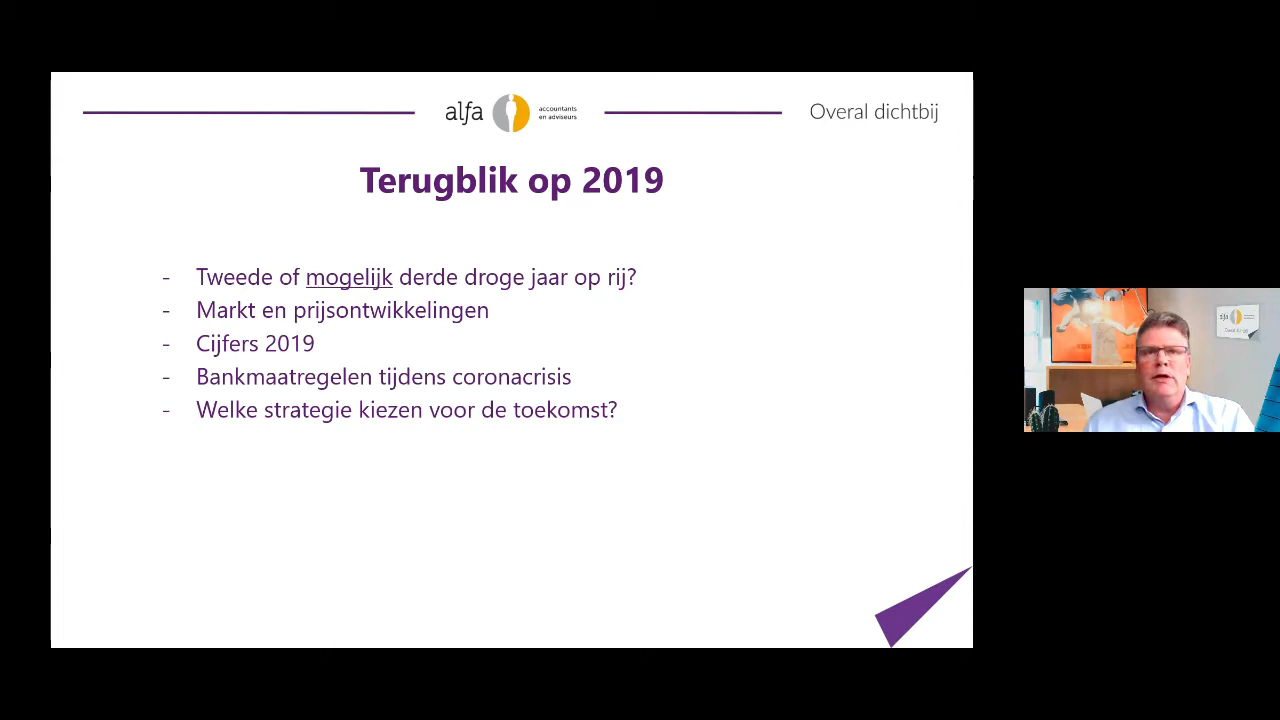 alfa
accountants
en adviseurs
Overal dichtbij
Terugblik op 2019
- Tweede of mogelijk derde droge jaar op rij?
- Markt en prijsontwikkelingen
- Cijfers 2019
- Bankmaatregelen tijdens coronacrisis
- Welke strategie kiezen voor de toekomst?
alfa